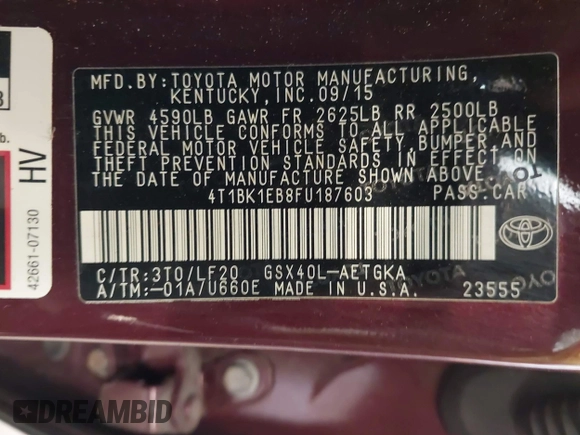 MFD.BY:TOYOTA MOTOR MANUFACTURING,
KENTUCKY,INC.09/15
GVWR 4590LB GAWR FR 2625LB RR 2500LB
THIS VEHICLE CONFORMS TO ALL APPLICABLE
FEDERAL MOTOR VEHICLE SAFETY,BUMPER,AND
THEFT PREVENTION STANDARDS IN EFFECT ON
THE DATE OF MANUFACTURE SHOWN ABOVE.
4T1BK1EB8FU187603 PASS.CAR
TOYOTA
C/TR:3T0/LF20 GSX40L-AETGKA
A/TM:-01A/U660E MADE IN U.S.A. 23555
b.
HV
42661-07130
DREAMBID